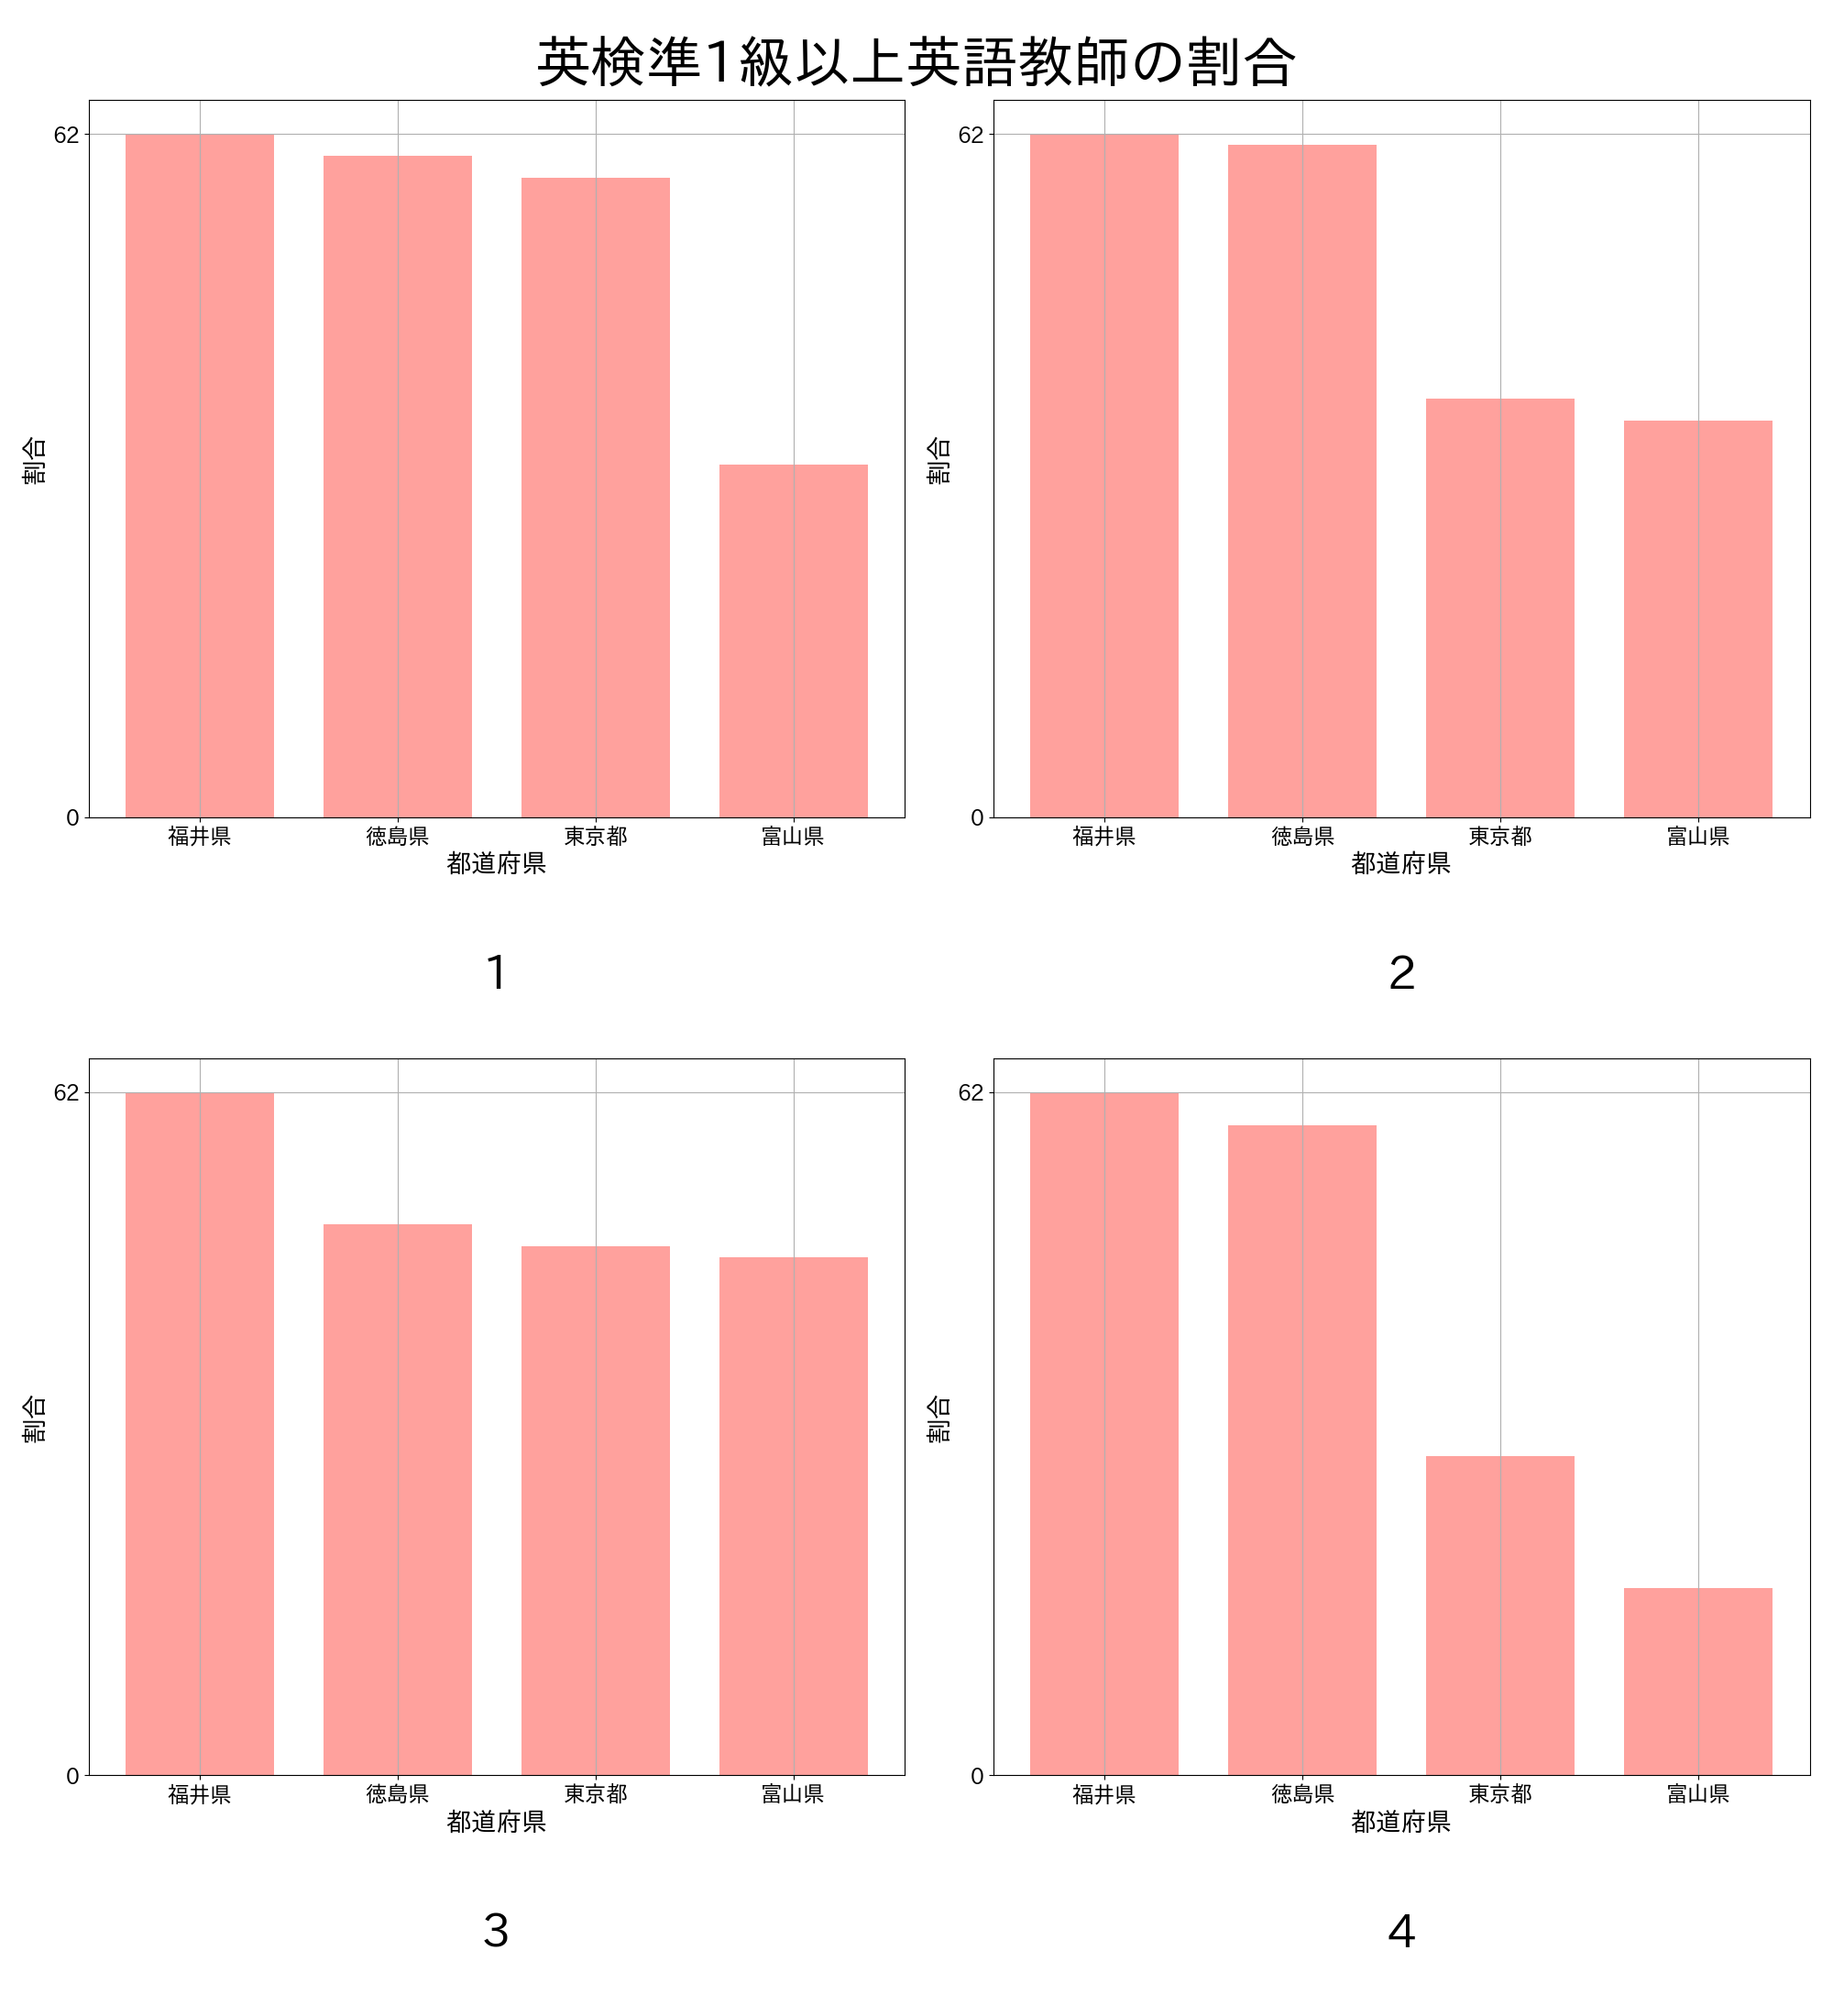 英検準1級以上英語教師の割合
62
0
割合
福井県 徳島県 東京都 富山県
都道府県
1
62
0
割合
福井県 徳島県 東京都 富山県
都道府県
2
62
0
割合
福井県 徳島県 東京都 富山県
都道府県
3
62
0
割合
福井県 徳島県 東京都 富山県
都道府県
4